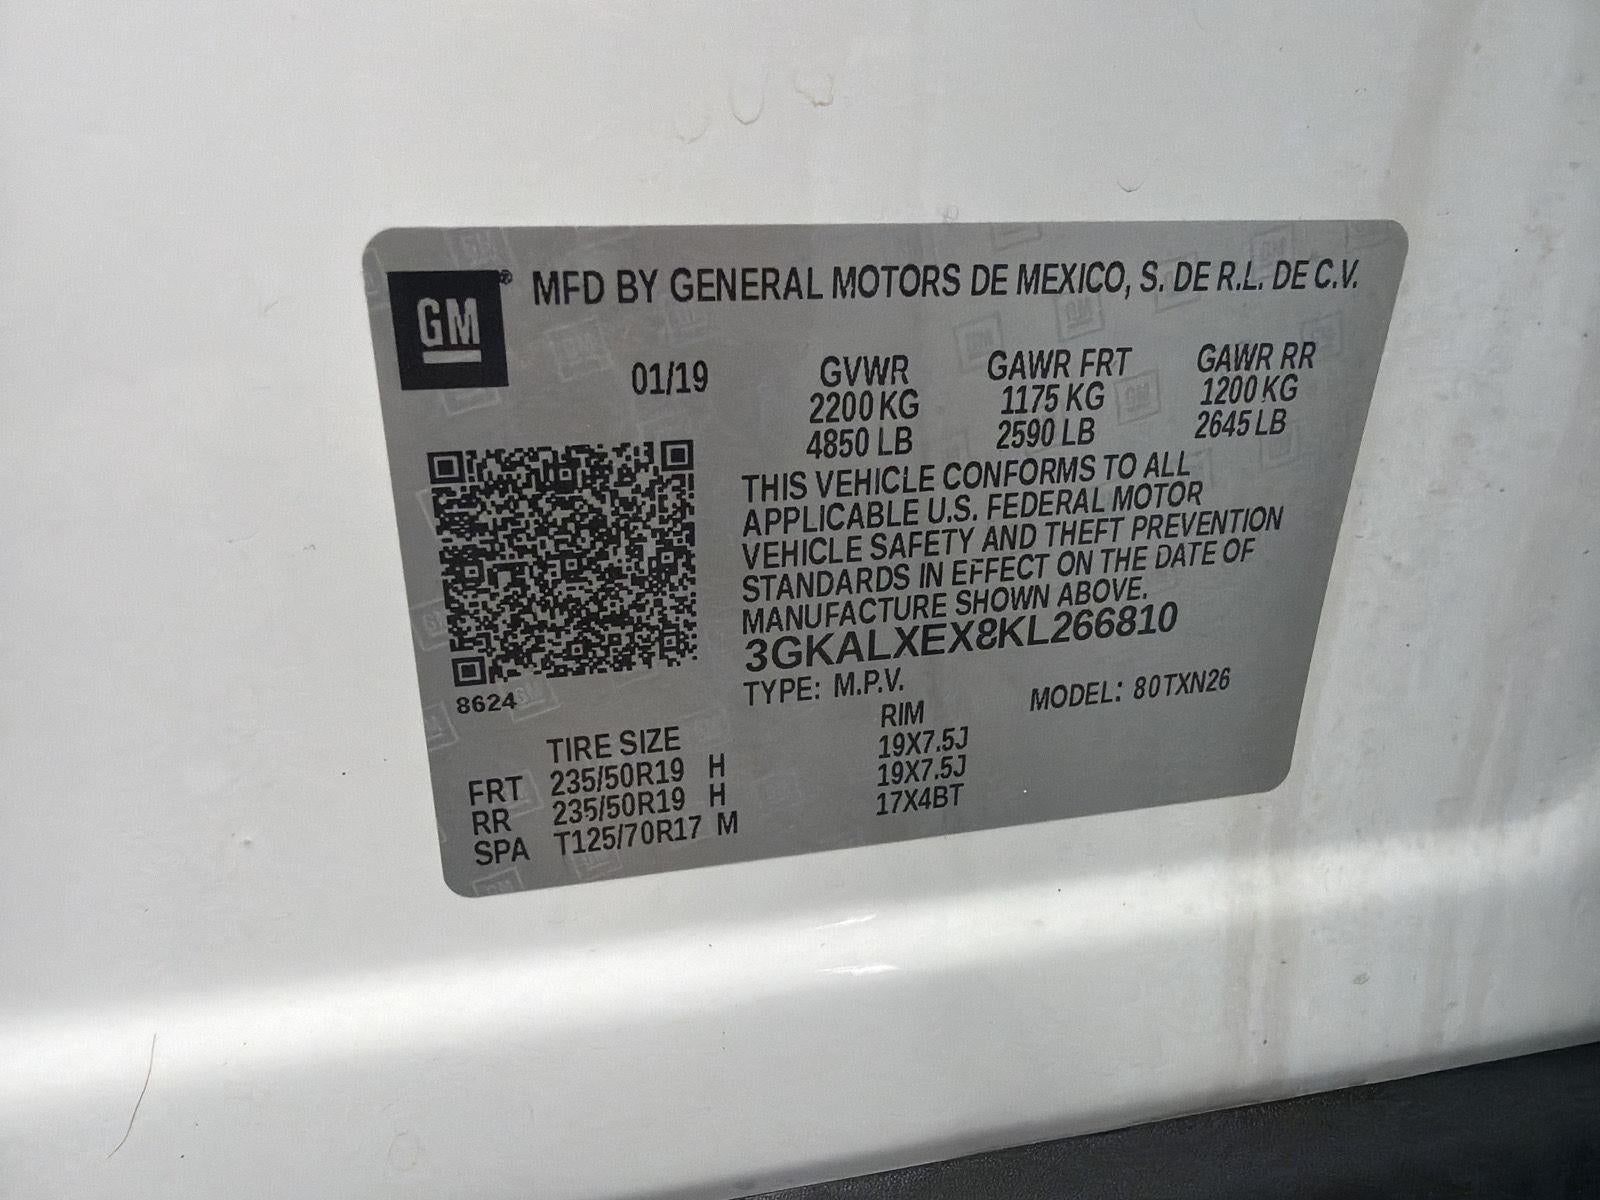 GM ® MFD BY GENERAL MOTORS DE MEXICO, S. DE R.L. DE C.V.
01/19 GVWR GAWR FRT GAWR RR
2200 KG 1175 KG 1200 KG
4850 LB 2590 LB 2645 LB
THIS VEHICLE CONFORMS TO ALL
APPLICABLE U.S. FEDERAL MOTOR
VEHICLE SAFETY AND THEFT PREVENTION
STANDARDS IN EFFECT ON THE DATE OF
MANUFACTURE SHOWN ABOVE.
3GKALXEX8KL266810
8624 TYPE: M.P.V. MODEL: 80TXN26
TIRE SIZE RIM
FRT 235/50R19 H 19X7.5J
RR 235/50R19 H 19X7.5J
SPA T125/70R17 M 17X4BT